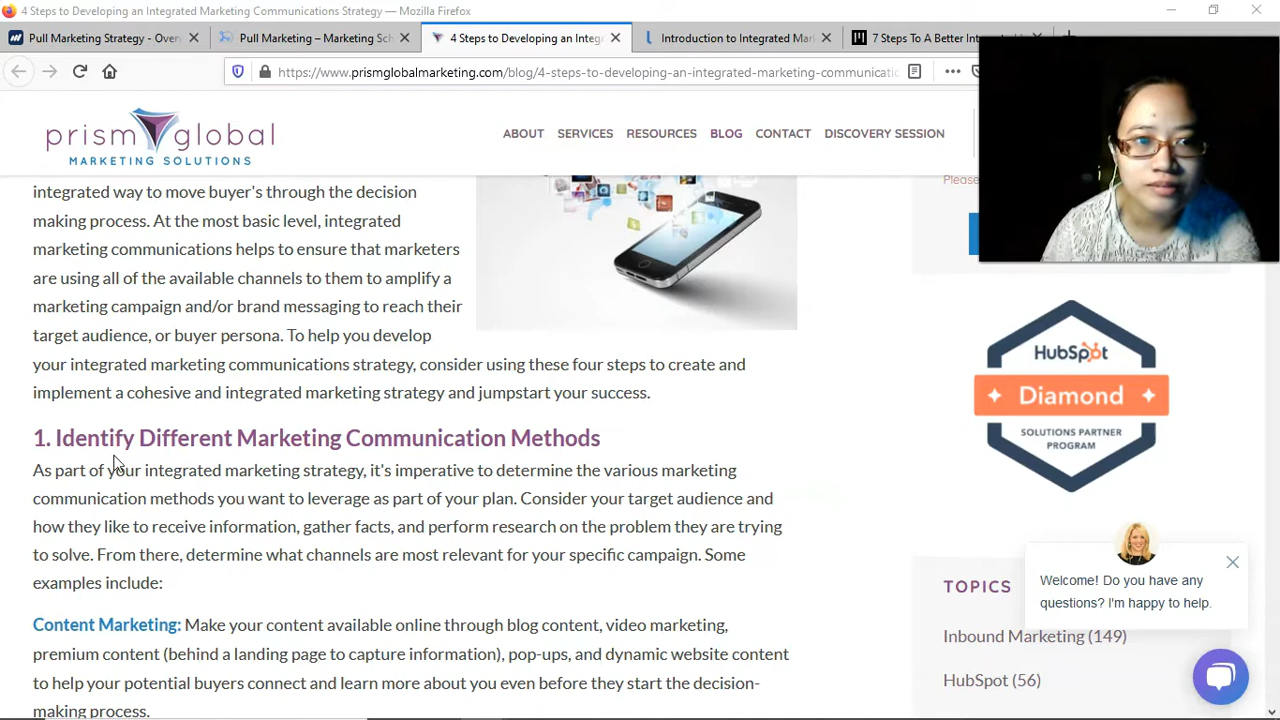 4 Steps to Developing an Integrated Marketing Communications Strategy — Mozilla Firefox
Pull Marketing Strategy - Over
Pull Marketing – Marketing Sch
4 Steps to Developing an Integ
Introduction to Integrated Mar
7 Steps To A Better Inte
https://www.prismglobalmarketing.com/blog/4-steps-to-developing-an-integrated-marketing-communicati
prism global
MARKETING SOLUTIONS
ABOUT SERVICES RESOURCES BLOG CONTACT DISCOVERY SESSION
integrated way to move buyer's through the decision
making process. At the most basic level, integrated
marketing communications helps to ensure that marketers
are using all of the available channels to them to amplify a
marketing campaign and/or brand messaging to reach their
target audience, or buyer persona. To help you develop
your integrated marketing communications strategy, consider using these four steps to create and
implement a cohesive and integrated marketing strategy and jumpstart your success.
1. Identify Different Marketing Communication Methods
As part of your integrated marketing strategy, it's imperative to determine the various marketing
communication methods you want to leverage as part of your plan. Consider your target audience and
how they like to receive information, gather facts, and perform research on the problem they are trying
to solve. From there, determine what channels are most relevant for your specific campaign. Some
examples include:
Content Marketing: Make your content available online through blog content, video marketing,
premium content (behind a landing page to capture information), pop-ups, and dynamic website content
to help your potential buyers connect and learn more about you even before they start the decision-
making process.
Please
HubSpot
Diamond
SOLUTIONS PARTNER
PROGRAM
TOPICS
Inbound Marketing (149)
HubSpot (56)
Welcome! Do you have any
questions? I'm happy to help.